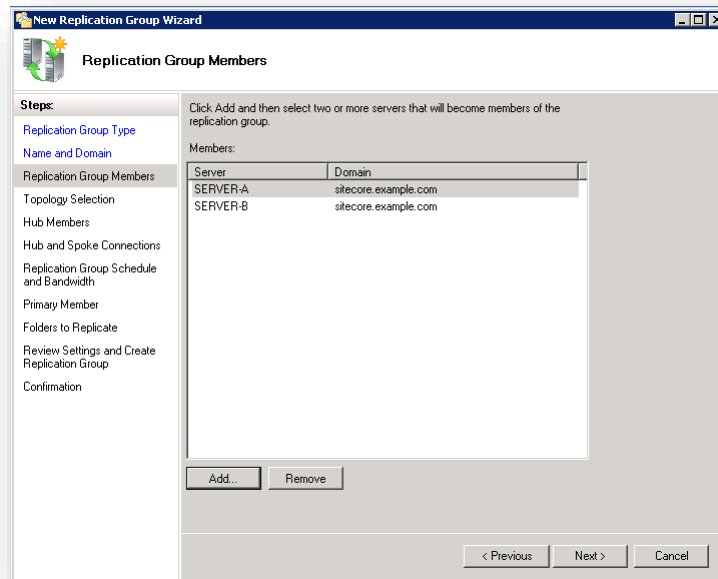 New Replication Group Wizard
Replication Group Members
Steps:
Replication Group Type
Name and Domain
Replication Group Members
Topology Selection
Hub Members
Hub and Spoke Connections
Replication Group Schedule
and Bandwidth
Primary Member
Folders to Replicate
Review Settings and Create
Replication Group
Confirmation
Click Add and then select two or more servers that will become members of the
replication group.
Members:
Server Domain
SERVER-A sitecore.example.com
SERVER-B sitecore.example.com
Add... Remove
< Previous Next > Cancel